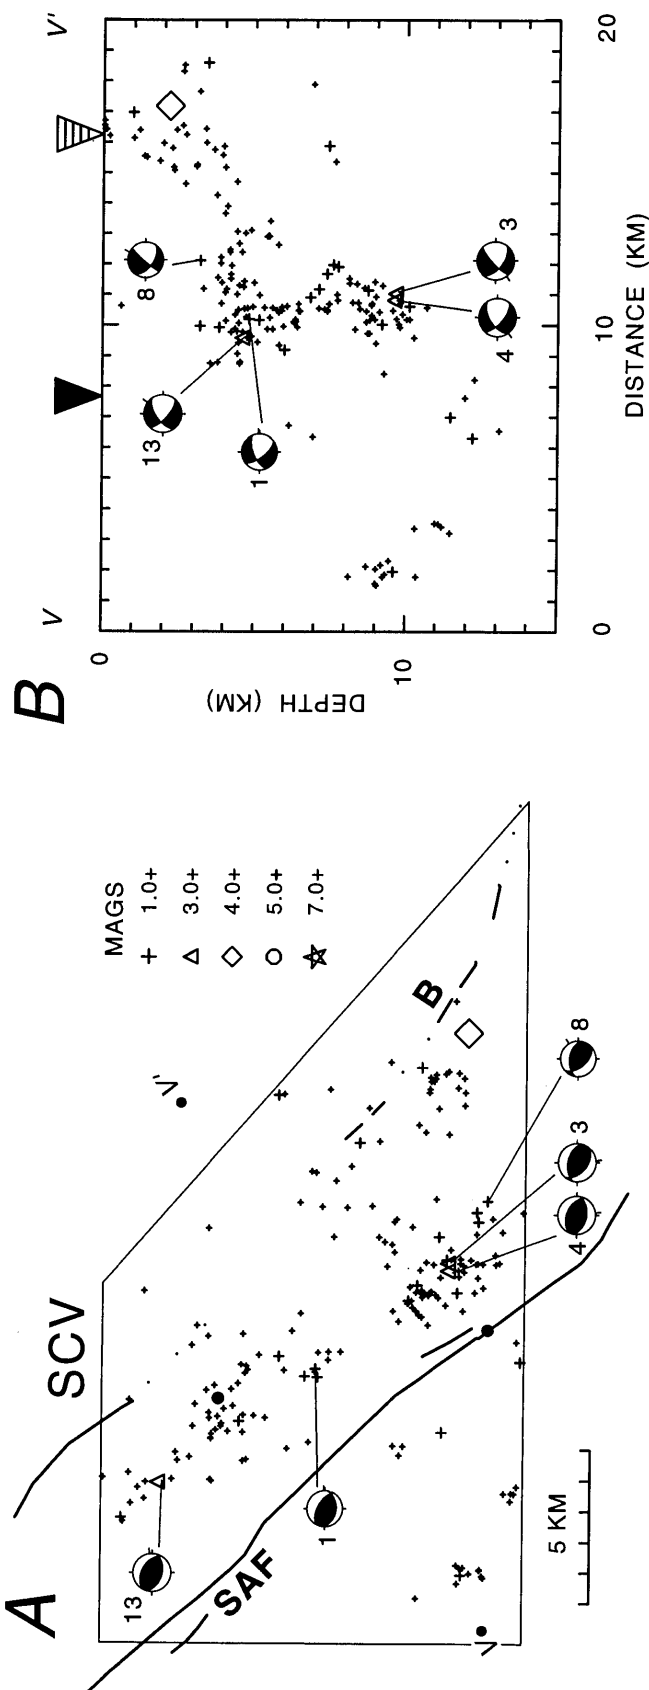 A
SCV
V'
MAGS
+ 1.0+
△ 3.0+
◇ 4.0+
○ 5.0+
☆ 7.0+
B
SAF
V
13
1
4
3
8
5 KM
B
V
V'
0
10
DEPTH (KM)
13
1
8
4
3
0
10
20
DISTANCE (KM)